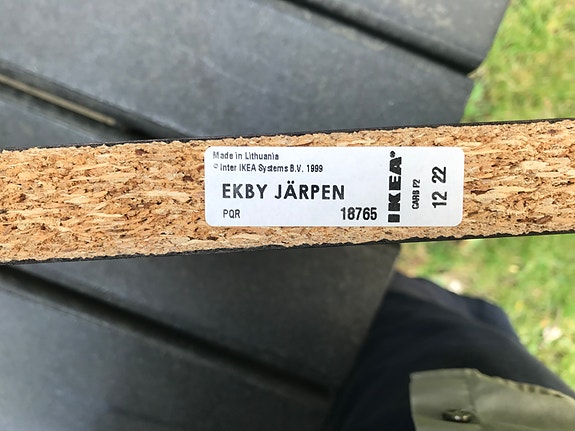 Made in Lithuania
© Inter IKEA Systems B.V. 1999
EKBY JÄRPEN
PQR 18765
IKEA®
CARB P2
12 22